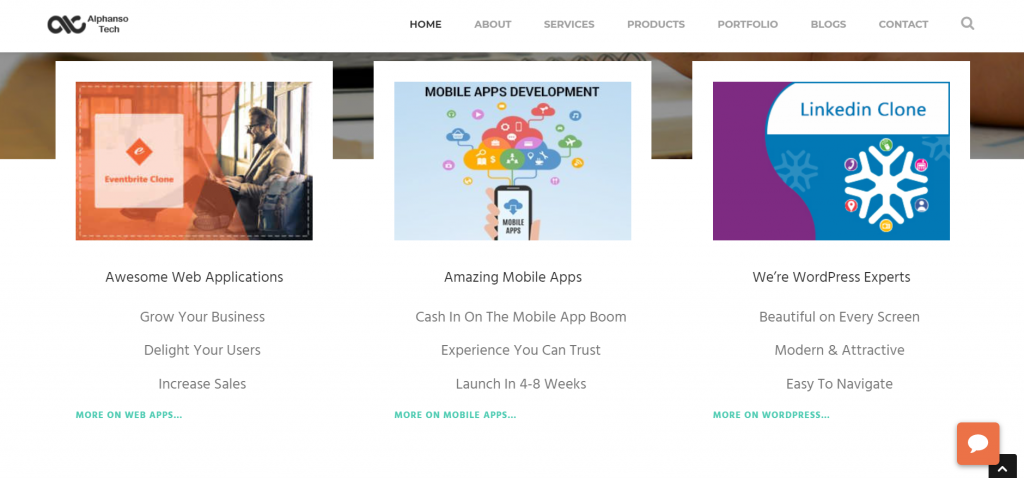 Alphanso
Tech
HOME
ABOUT
SERVICES
PRODUCTS
PORTFOLIO
BLOGS
CONTACT
e
Eventbrite Clone
MOBILE APPS DEVELOPMENT
MOBILE
APPS
Linkedin Clone
Awesome Web Applications
Grow Your Business
Delight Your Users
Increase Sales
MORE ON WEB APPS...
Amazing Mobile Apps
Cash In On The Mobile App Boom
Experience You Can Trust
Launch In 4-8 Weeks
MORE ON MOBILE APPS...
We’re WordPress Experts
Beautiful on Every Screen
Modern & Attractive
Easy To Navigate
MORE ON WORDPRESS...